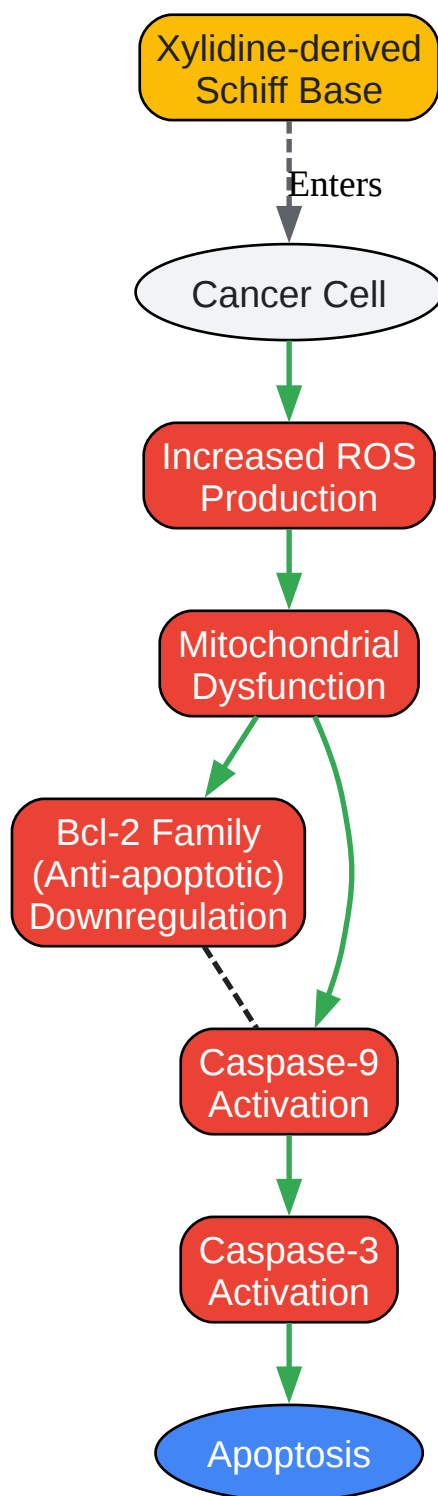 Xylidine-derived
Schiff Base
Enters
Cancer Cell
Increased ROS
Production
Mitochondrial
Dysfunction
Bcl-2 Family
(Anti-apoptotic)
Downregulation
Caspase-9
Activation
Caspase-3
Activation
Apoptosis